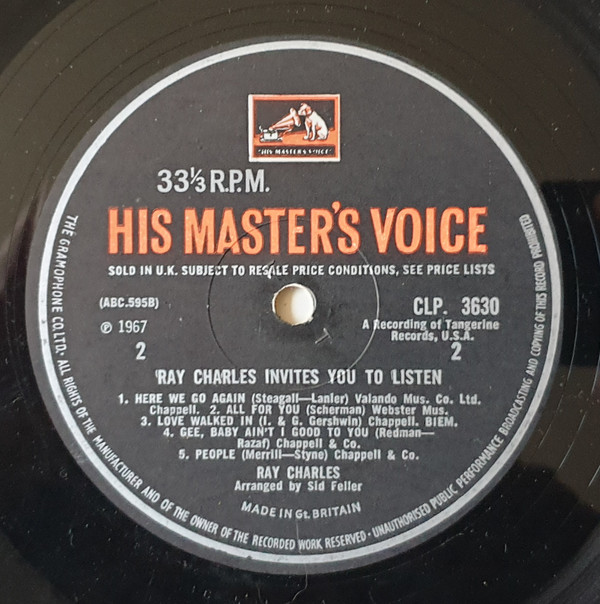 "HIS MASTER'S VOICE"
33⅓ R.P.M.
HIS MASTER'S VOICE
SOLD IN U.K. SUBJECT TO RESALE PRICE CONDITIONS, SEE PRICE LISTS
(ABC.595B)
CLP. 3630
℗ 1967
A Recording of Tangerine
Records, U.S.A.
2
2
RAY CHARLES INVITES YOU TO LISTEN
1. HERE WE GO AGAIN (Steagall—Lanier) Valando Mus. Co. Ltd.
Chappell. 2. ALL FOR YOU (Scherman) Webster Mus.
3. LOVE WALKED IN (I. & G. Gershwin) Chappell. BIEM.
4. GEE, BABY AIN'T I GOOD TO YOU (Redman—
Razaf) Chappell & Co.
5. PEOPLE (Merrill—Styne) Chappell & Co.
RAY CHARLES
Arranged by Sid Feller
MADE IN Gt. BRITAIN
THE GRAMOPHONE CO. LTD. · ALL RIGHTS OF THE MANUFACTURER AND OF THE OWNER OF THE RECORDED WORK RESERVED · UNAUTHORISED PUBLIC PERFORMANCE BROADCASTING AND COPYING OF THIS RECORD PROHIBITED